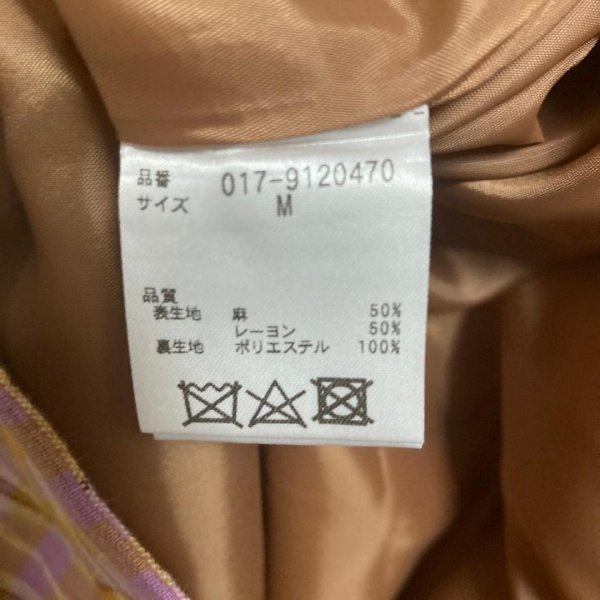 品番 017-9120470
サイズ M
品質
表生地 麻 50%
レーヨン 50%
裏生地 ポリエステル 100%